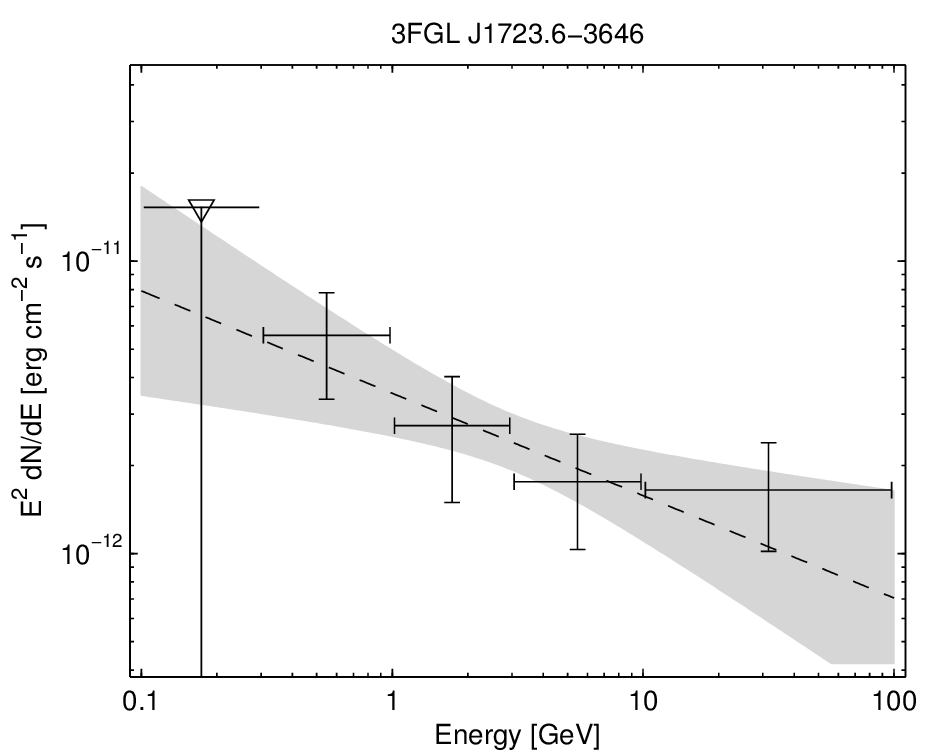 3FGL J1723.6−3646
E² dN/dE [erg cm⁻² s⁻¹]
10⁻¹¹
10⁻¹²
0.1 1 10 100
Energy [GeV]